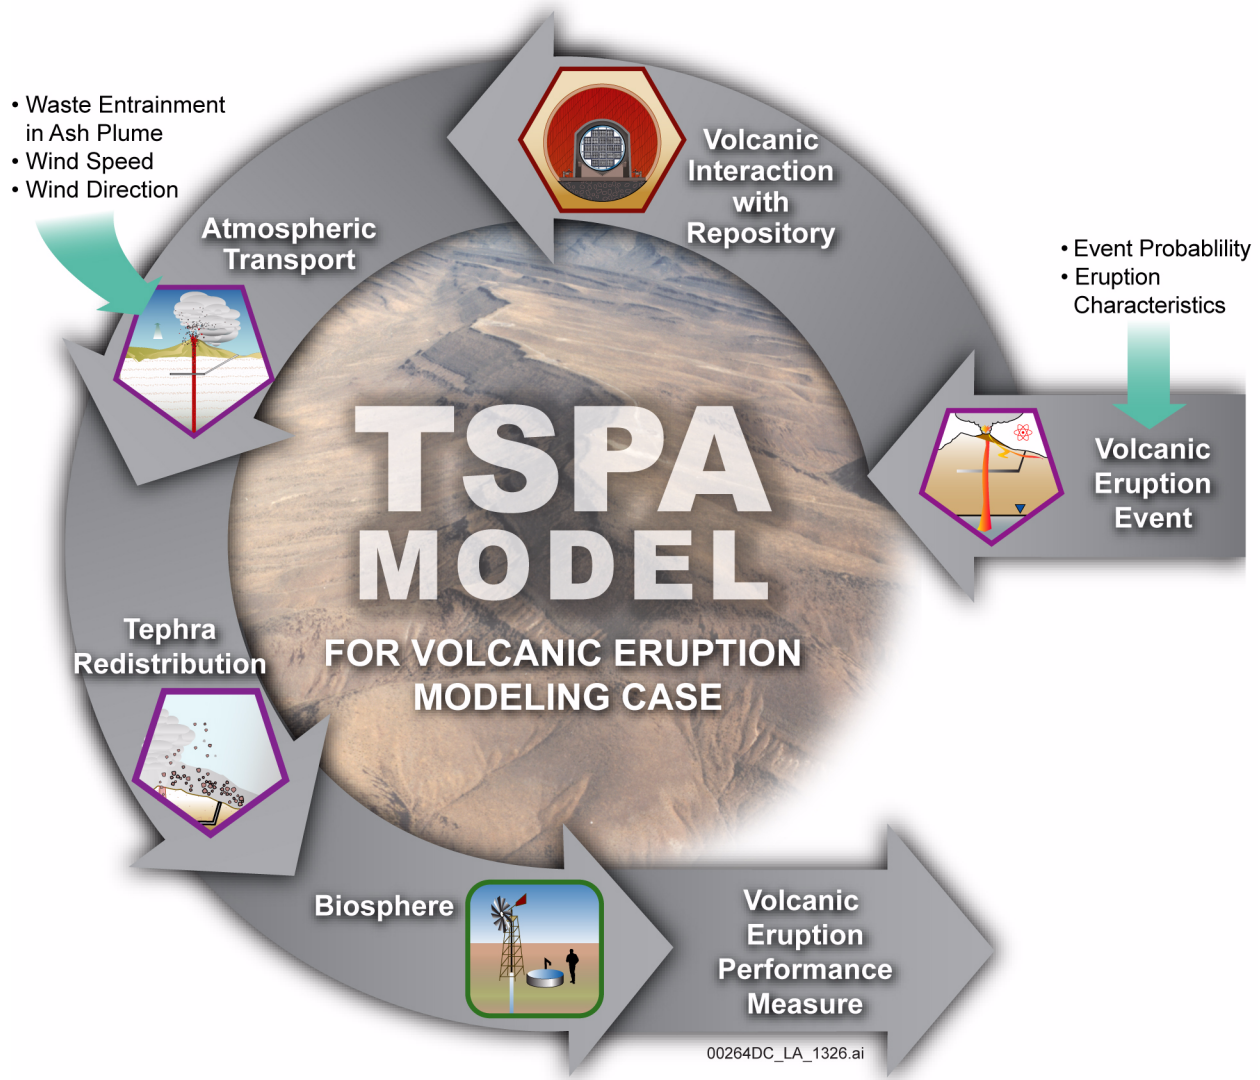 • Waste Entrainment
in Ash Plume
• Wind Speed
• Wind Direction
Atmospheric
Transport
Volcanic
Interaction
with
Repository
• Event Probablility
• Eruption
Characteristics
Volcanic
Eruption
Event
TSPA
MODEL
FOR VOLCANIC ERUPTION
MODELING CASE
Tephra
Redistribution
Biosphere
Volcanic
Eruption
Performance
Measure
00264DC_LA_1326.ai